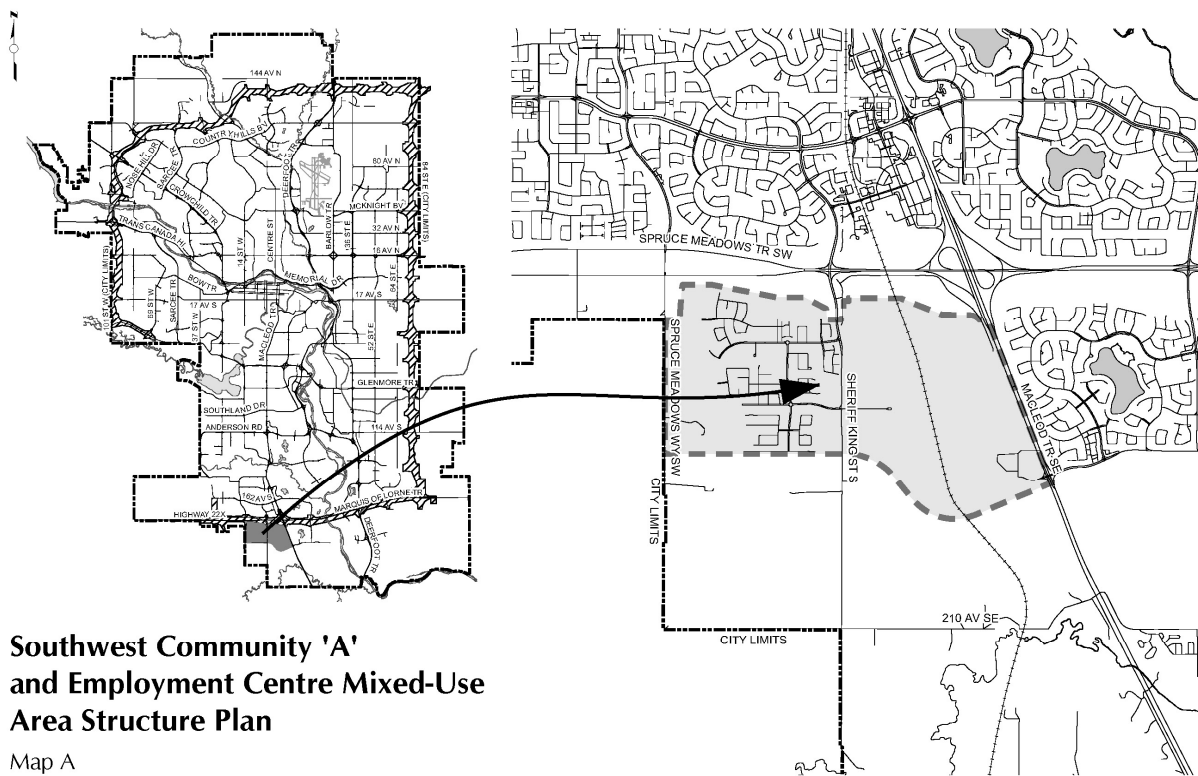 N
144 AV N
COUNTRY HILLS BV
NOSE HILL DR
SARCEE TR
CROWCHILD TR
DEERFOOT TR
80 AV N
84 ST E (CITY LIMITS)
MCKNIGHT BV
BARLOW TR
36 ST E
32 AV N
16 AV N
TRANS CANADA HI
14 ST W
CENTRE ST
101 ST W (CITY LIMITS)
BOW TR
MEMORIAL DR
69 ST W
SARCEE TR
17 AV S
17 AV S
64 ST E
37 ST W
MACLEOD TR
52 ST E
GLENMORE TR
SOUTHLAND DR
ANDERSON RD
114 AV S
162 AV S
MARQUIS OF LORNE TR
HIGHWAY 22X
DEERFOOT TR
SPRUCE MEADOWS TR SW
SPRUCE MEADOWS WY SW
SHERIFF KING ST S
MACLEOD TR SE
CITY LIMITS
210 AV SE
CITY LIMITS
Southwest Community 'A'
and Employment Centre Mixed-Use
Area Structure Plan
Map A